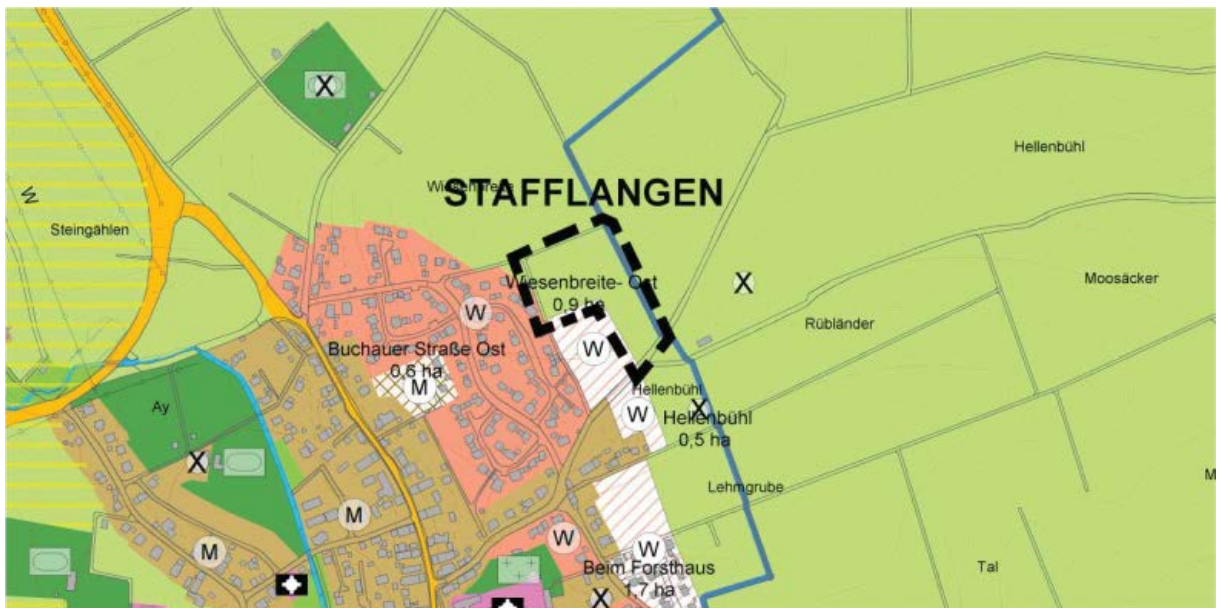 X
Hellenbühl
Wiesenbreite
STAFFLANGEN
Steingählen
Wiesenbreite- Ost
0,9 ha
X
Moosäcker
W
Rübländer
Buchauer Straße Ost
0,6 ha
W
M
Hellenbühl
Ay
W
X
Hellenbühl
0,5 ha
X
Lehmgrube
M
M
W
W
Beim Forsthaus
1,7 ha
Tal
X
M